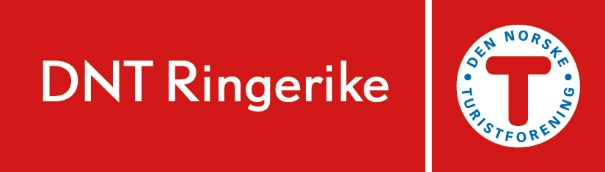 DNT Ringerike
• DEN NORSKE •
TURISTFORENING
T